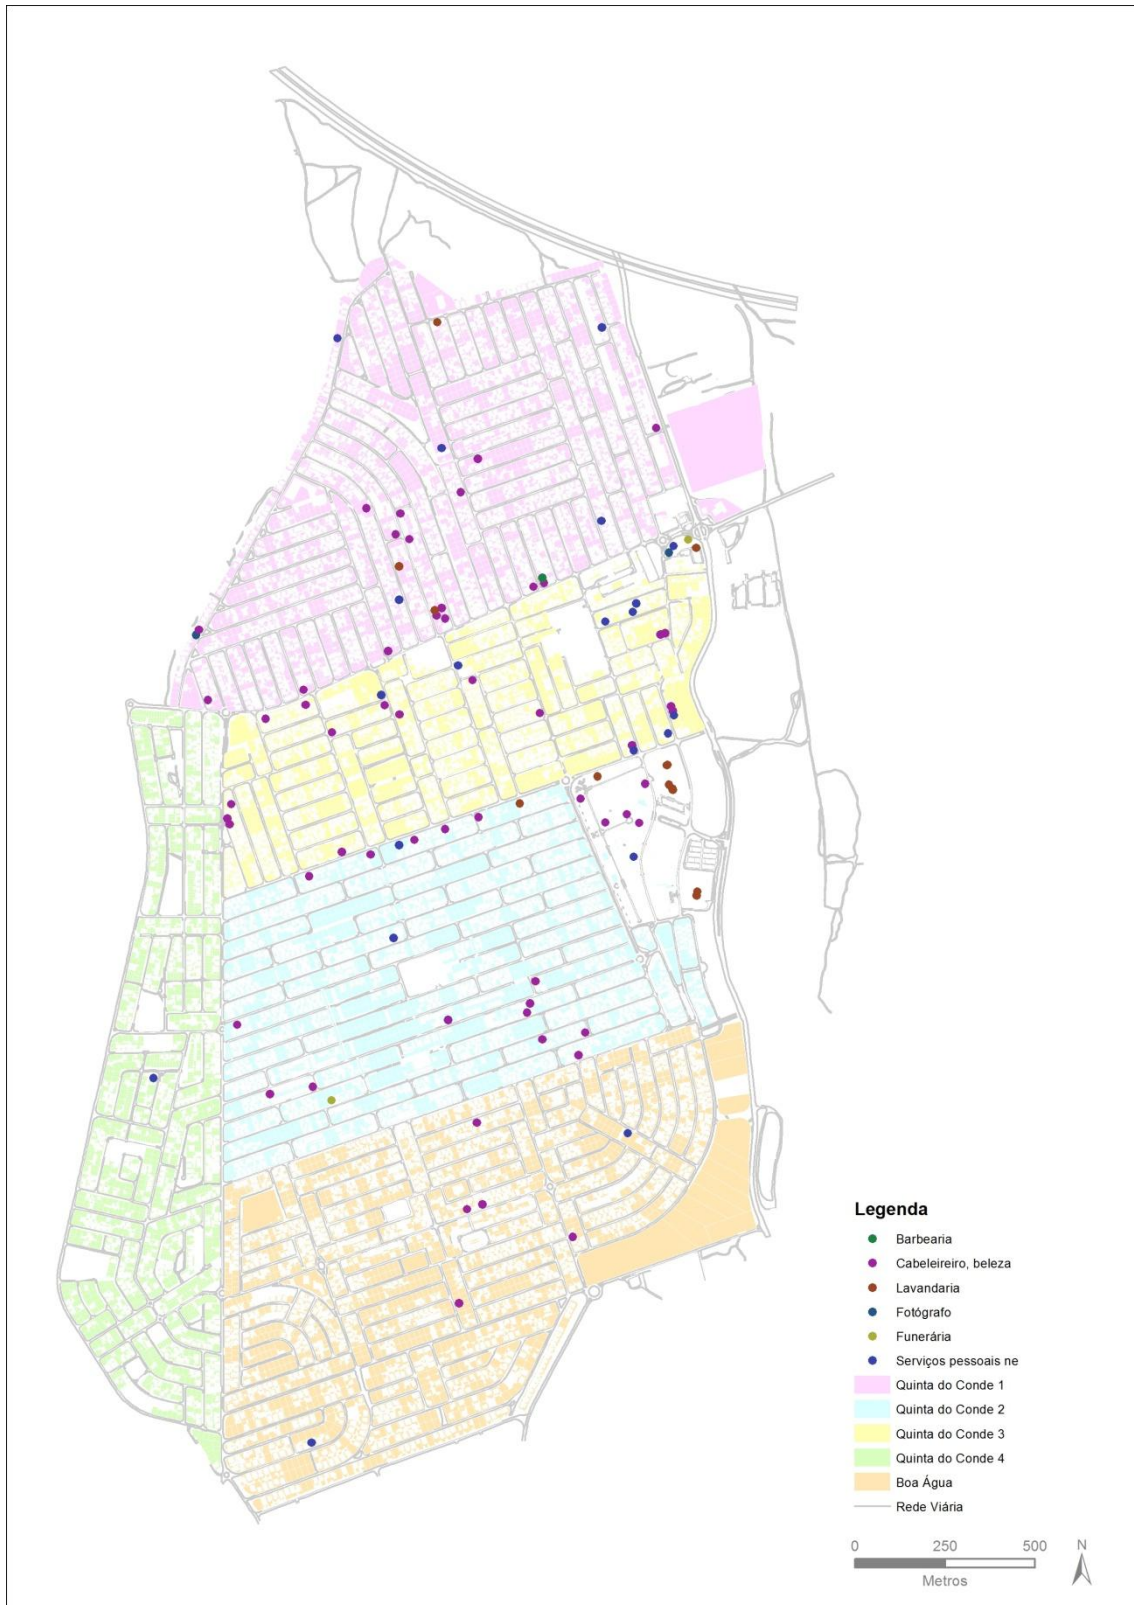 Legenda
Barbearia
Cabeleireiro, beleza
Lavandaria
Fotógrafo
Funerária
Serviços pessoais ne
Quinta do Conde 1
Quinta do Conde 2
Quinta do Conde 3
Quinta do Conde 4
Boa Água
Rede Viária
0 250 500 N
Metros